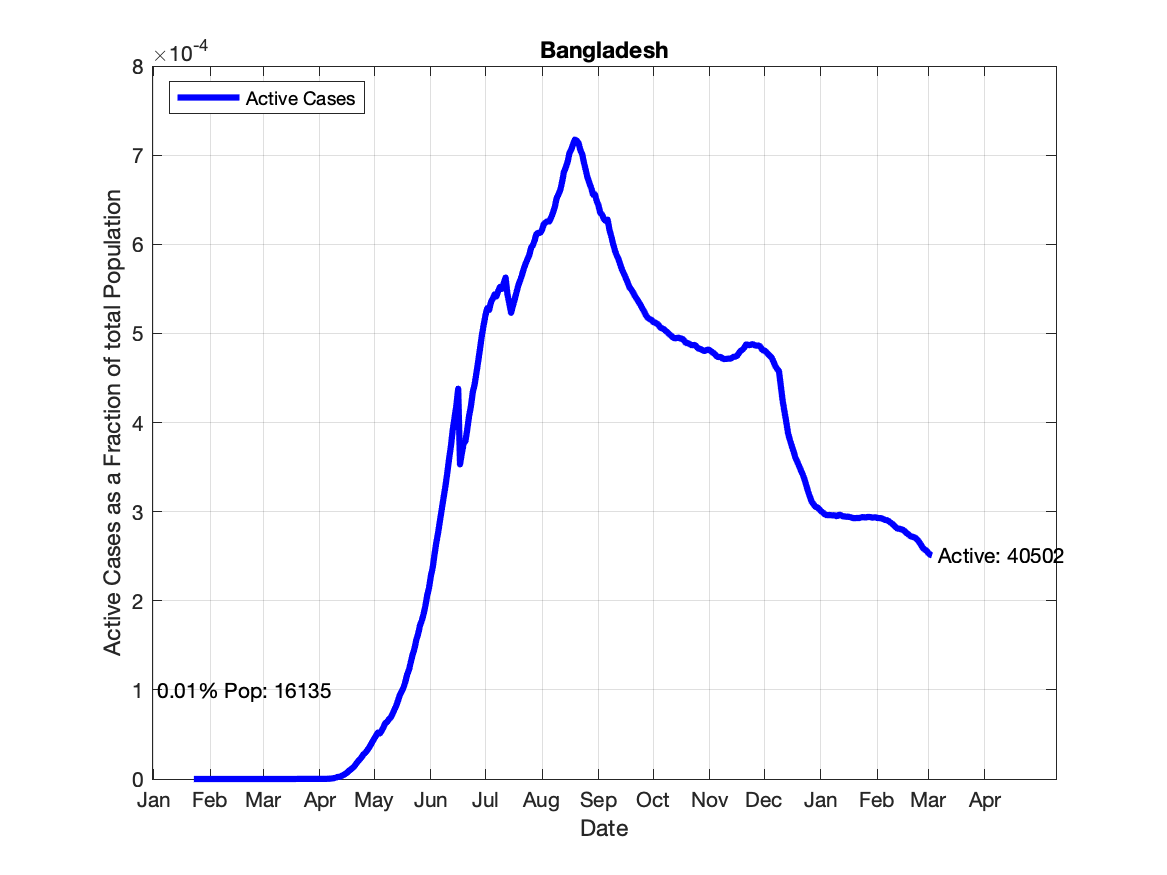 Bangladesh
×10-4
Active Cases
8
7
6
5
4
3
2
1
0
Active Cases as a Fraction of total Population
0.01% Pop: 16135
Active: 40502
Jan Feb Mar Apr May Jun Jul Aug Sep Oct Nov Dec Jan Feb Mar Apr
Date